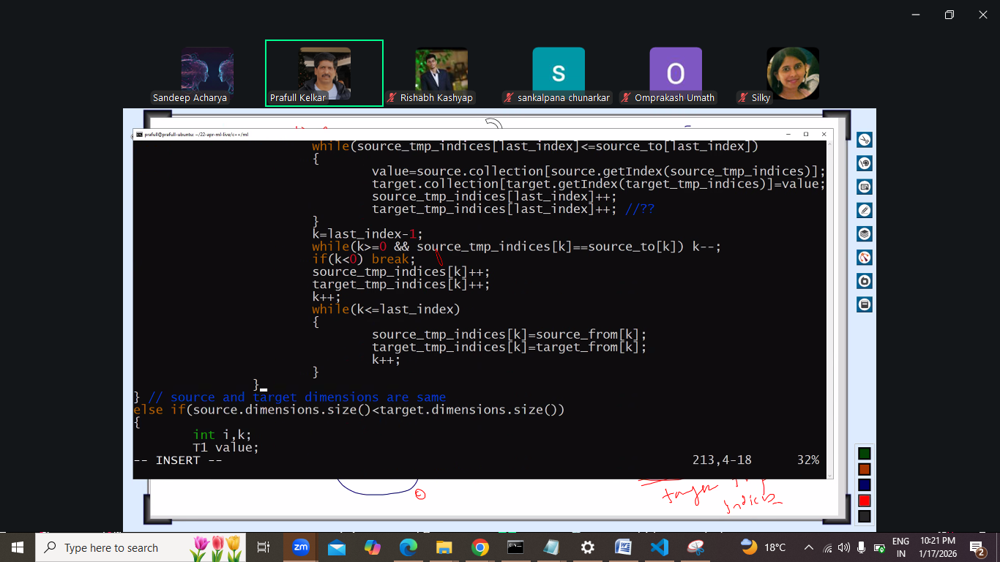 Sandeep Acharya
Prafull Kelkar
Rishabh Kashyap
S
sankalpana chunarkar
O
Omprakash Umath
Silky
prafull@prafull-ubuntu: ~/22-apr-ml-live/c++/ml
while(source_tmp_indices[last_index]<=source_to[last_index])
{
value=source.collection[source.getIndex(source_tmp_indices)];
target.collection[target.getIndex(target_tmp_indices)]=value;
source_tmp_indices[last_index]++;
target_tmp_indices[last_index]++; //??
}
k=last_index-1;
while(k>=0 && source_tmp_indices[k]==source_to[k]) k--;
if(k<0) break;
source_tmp_indices[k]++;
target_tmp_indices[k]++;
k++;
while(k<=last_index)
{
source_tmp_indices[k]=source_from[k];
target_tmp_indices[k]=target_from[k];
k++;
}
}
} // source and target dimensions are same
else if(source.dimensions.size()<target.dimensions.size())
{
int i,k;
T1 value;
-- INSERT -- 213,4-18 32%
target
indices
Type here to search
zm
18°C
ENG
IN
10:21 PM
1/17/2026
2